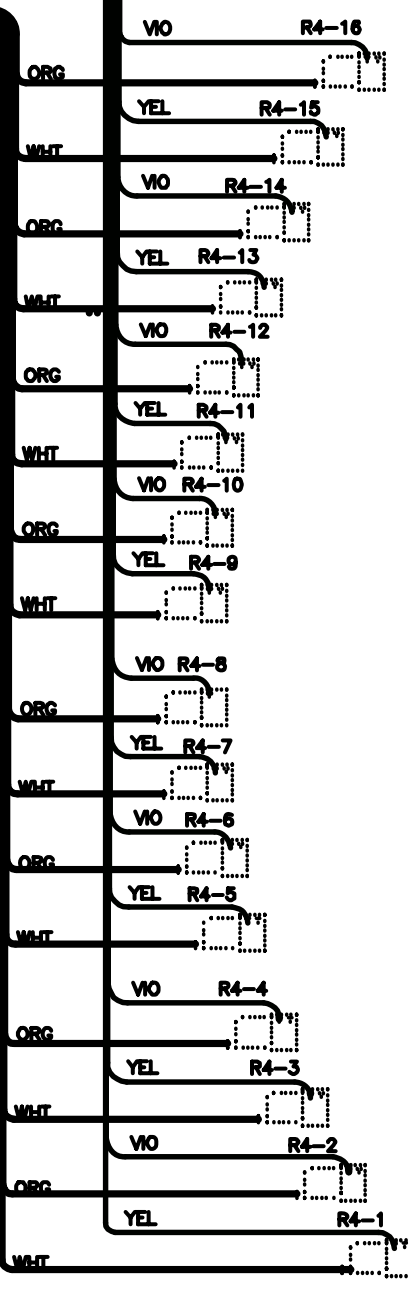 VIO R4-16
ORG
YEL R4-15
WHT
VIO R4-14
ORG
YEL R4-13
WHT
VIO R4-12
ORG
YEL R4-11
WHT
VIO R4-10
ORG
YEL R4-9
WHT
VIO R4-8
ORG
YEL R4-7
WHT
VIO R4-6
ORG
YEL R4-5
WHT
VIO R4-4
ORG
YEL R4-3
WHT
VIO R4-2
ORG
YEL R4-1
WHT